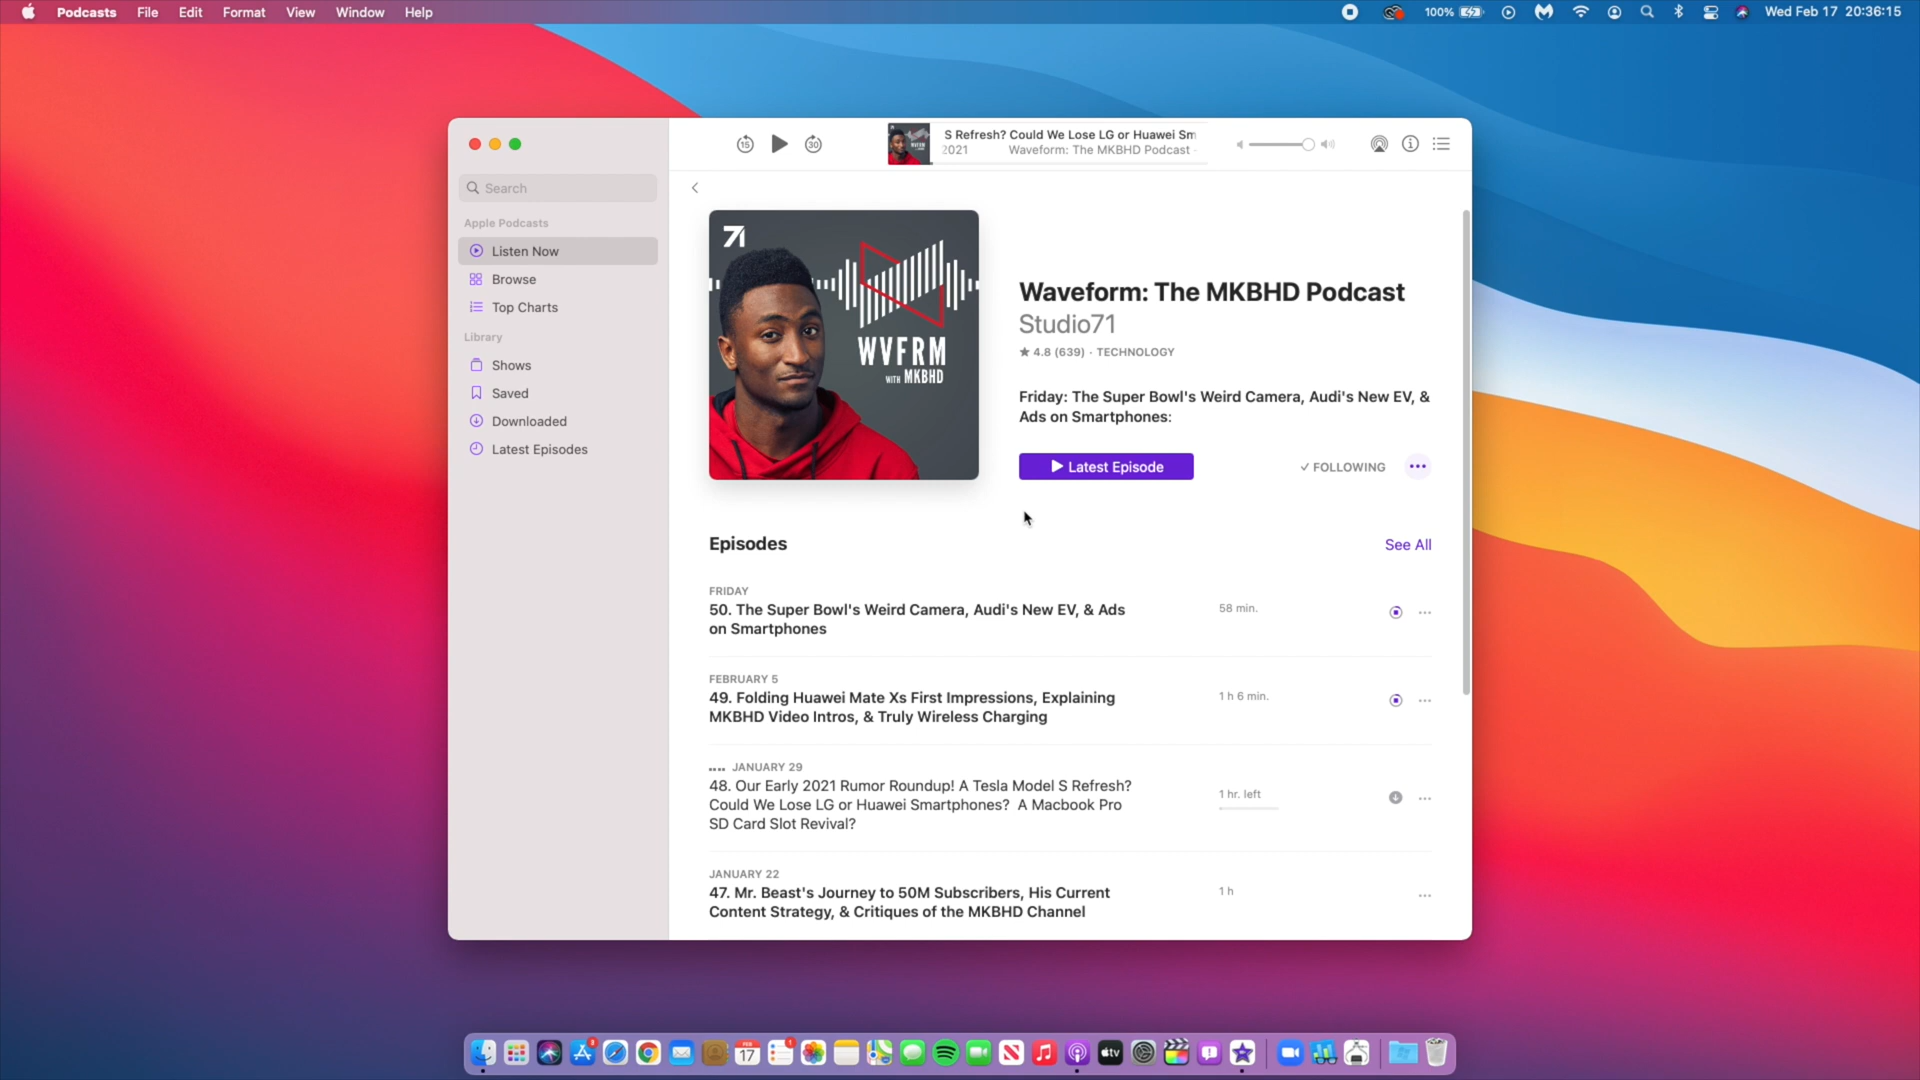 Podcasts File Edit Format View Window Help
100%
Wed Feb 17 20:36:15
15
30
S Refresh? Could We Lose LG or Huawei Sm
2021 Waveform: The MKBHD Podcast -
Search
Apple Podcasts
Listen Now
Browse
Top Charts
Library
Shows
Saved
Downloaded
Latest Episodes
71
WVFRM
WITH MKBHD
Waveform: The MKBHD Podcast
Studio71
★ 4.8 (639) · TECHNOLOGY
Friday: The Super Bowl's Weird Camera, Audi's New EV, &
Ads on Smartphones:
Latest Episode
✓ FOLLOWING
Episodes
See All
FRIDAY
50. The Super Bowl's Weird Camera, Audi's New EV, & Ads
on Smartphones
58 min.
FEBRUARY 5
49. Folding Huawei Mate Xs First Impressions, Explaining
MKBHD Video Intros, & Truly Wireless Charging
1 h 6 min.
JANUARY 29
48. Our Early 2021 Rumor Roundup! A Tesla Model S Refresh?
Could We Lose LG or Huawei Smartphones? A Macbook Pro
SD Card Slot Revival?
1 hr. left
JANUARY 22
47. Mr. Beast's Journey to 50M Subscribers, His Current
Content Strategy, & Critiques of the MKBHD Channel
1 h
FEB
17
1
tv